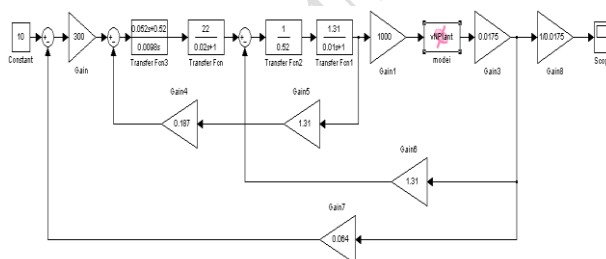 10
Constant
300
Gain
0.052s+0.52
0.0098s
Transfer Fcn3
22
0.02s+1
Transfer Fcn
1
0.52
Transfer Fcn2
1.31
0.01s+1
Transfer Fcn1
1000
Gain1
vNPlant
model
0.0175
Gain3
1/0.0175
Gain8
Scop
Gain4
0.187
Gain5
1.31
Gain6
1.31
Gain7
0.064